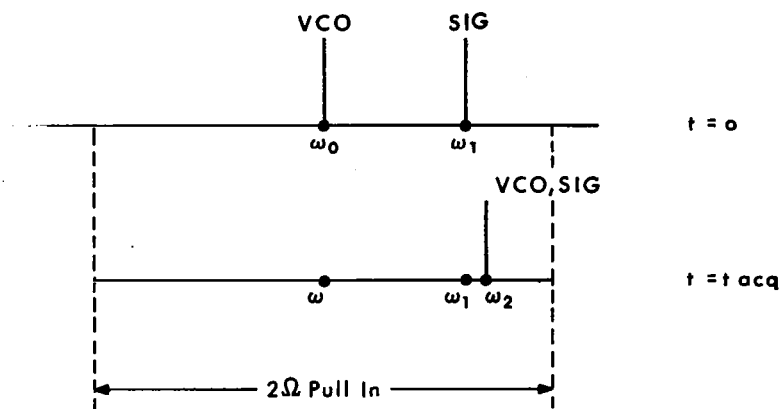 VCO SIG
t = o
ω₀ ω₁
VCO, SIG
t = t acq
ω ω₁ ω₂
2Ω Pull In